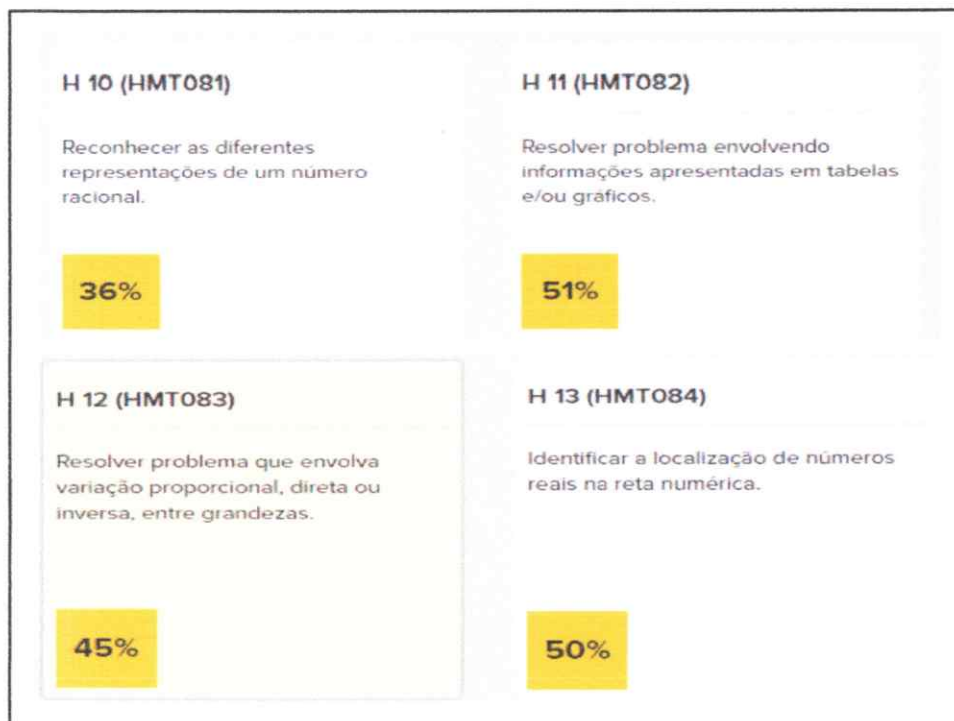 H 10 (HMT081)
Reconhecer as diferentes
representações de um número
racional.
36%
H 11 (HMT082)
Resolver problema envolvendo
informações apresentadas em tabelas
e/ou gráficos.
51%
H 12 (HMT083)
Resolver problema que envolva
variação proporcional, direta ou
inversa, entre grandezas.
45%
H 13 (HMT084)
Identificar a localização de números
reais na reta numérica.
50%